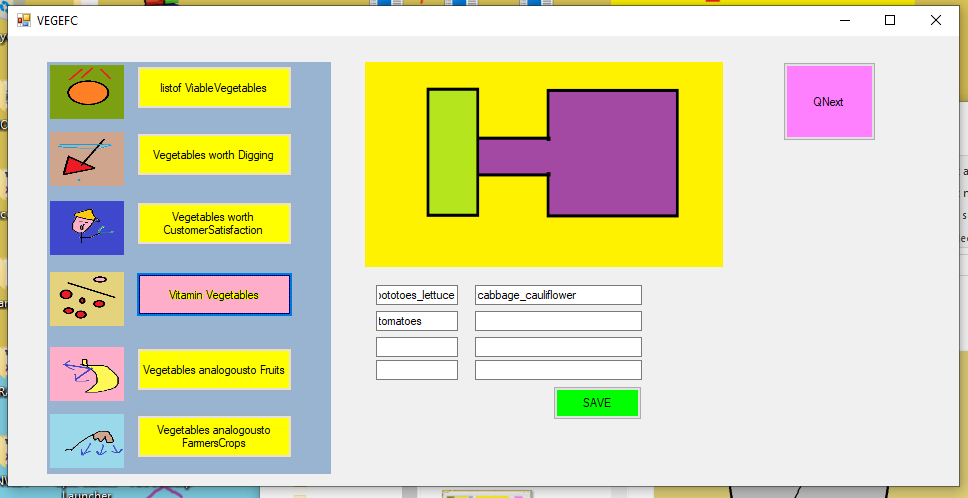 VEGEFC
listof ViableVegetables
Vegetables worth Digging
Vegetables worth
CustomerSatisfaction
Vitamin Vegetables
Vegetables analogousto Fruits
Vegetables analogousto
FarmersCrops
QNext
ototoes_lettuce
cabbage_cauliflower
tomatoes
SAVE
Launcher